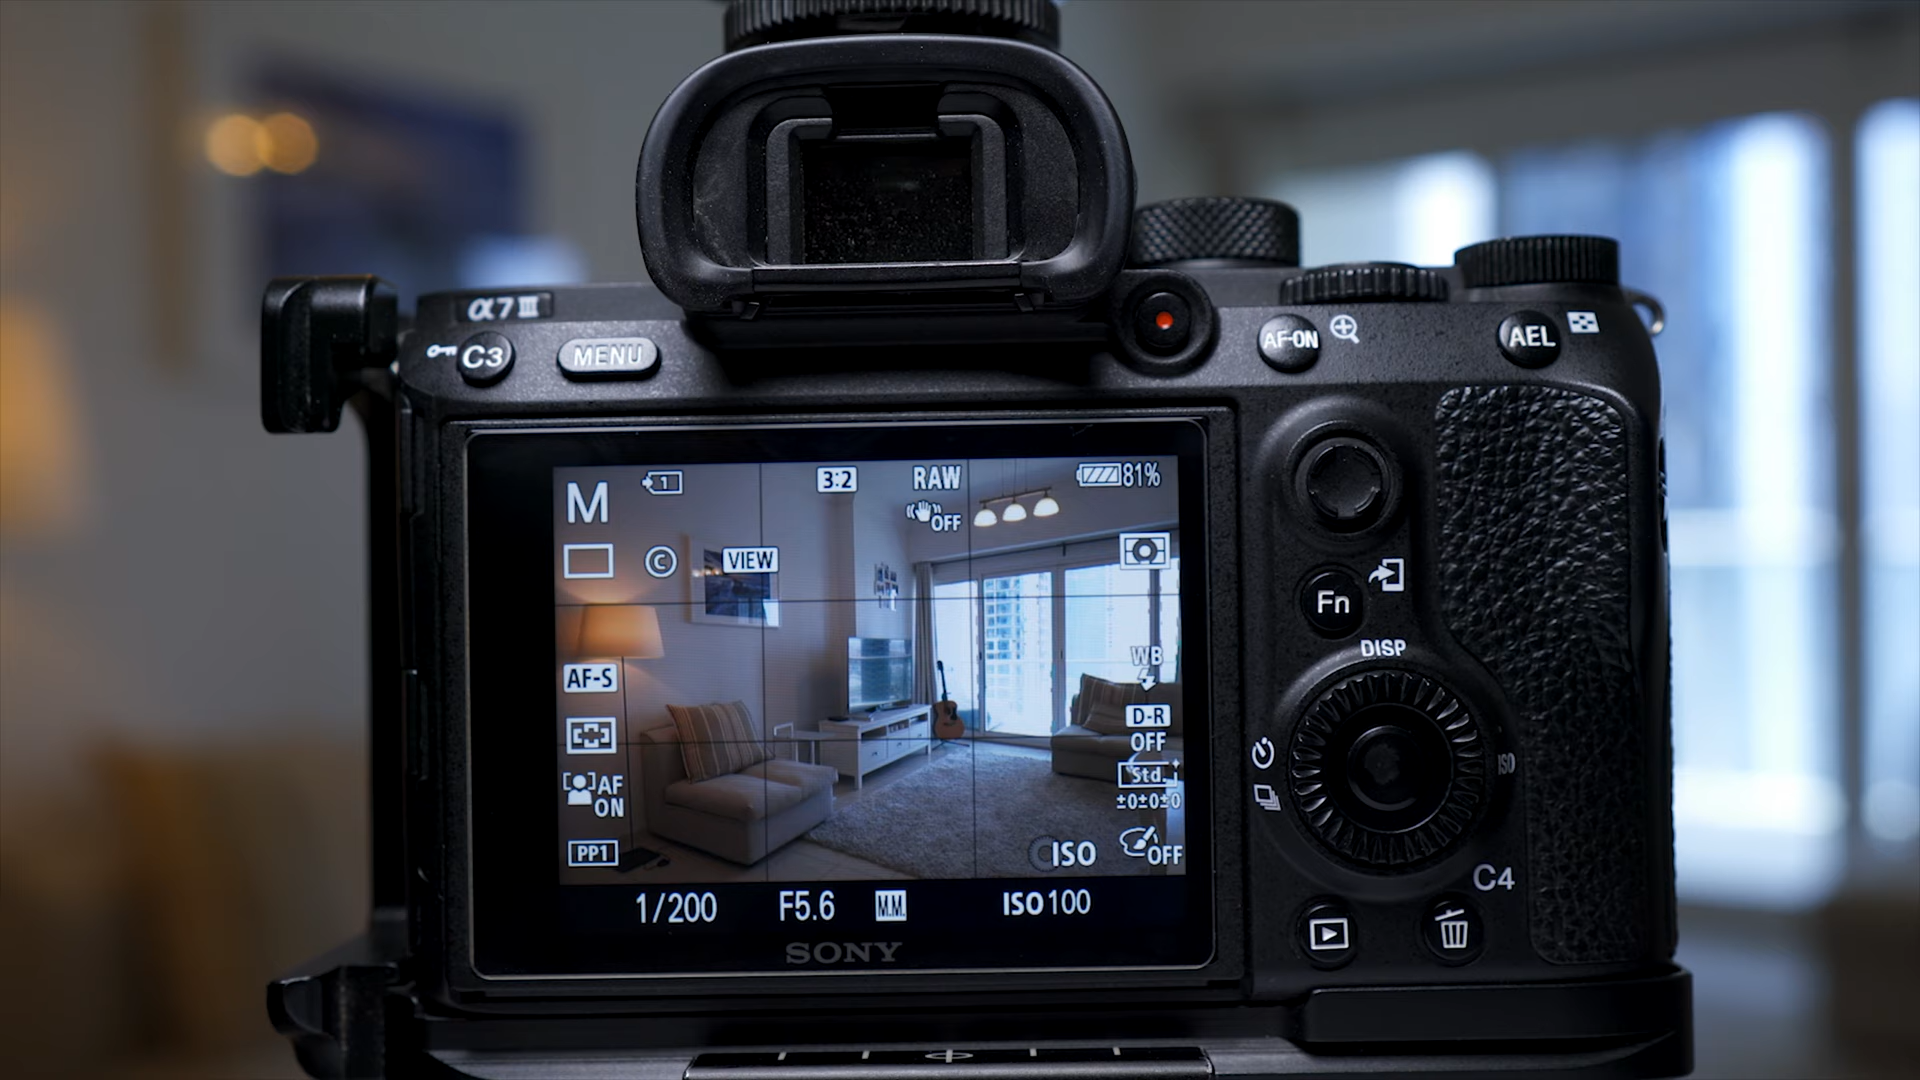 α7III
C3
MENU
AF-ON
AEL
M
1
3:2
RAW
81%
OFF
C
VIEW
AF-S
WB
D-R
OFF
AF
ON
Std.
±0±0±0
PP1
ISO
OFF
1/200
F5.6
M.M.
ISO100
SONY
Fn
DISP
ISO
C4